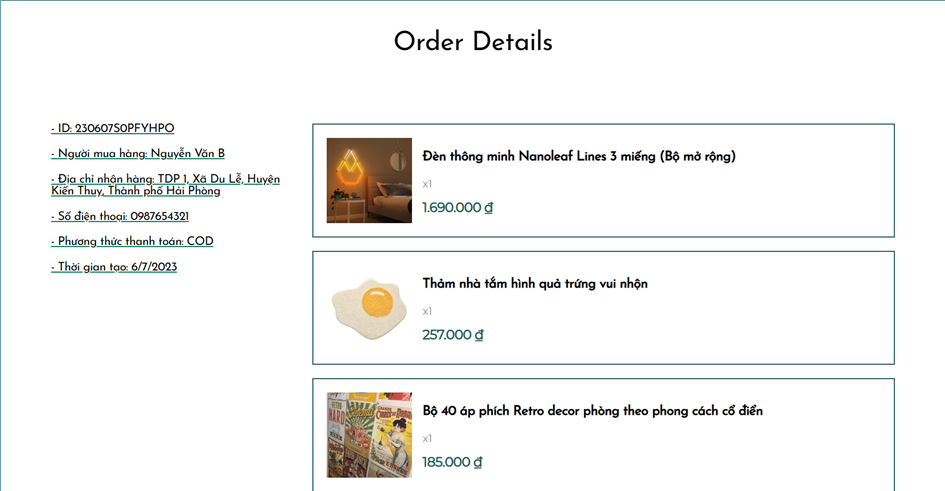 Order Details
- ID: 230607S0PFYHPO
- Người mua hàng: Nguyễn Văn B
- Địa chỉ nhận hàng: TDP 1, Xã Du Lễ, Huyện
Kiến Thuy, Thành phố Hải Phòng
- Số điện thoại: 0987654321
- Phương thức thanh toán: COD
- Thời gian tạo: 6/7/2023
Đèn thông minh Nanoleaf Lines 3 miếng (Bộ mở rộng)
x1
1.690.000 ₫
Thảm nhà tắm hình quả trứng vui nhộn
x1
257.000 ₫
Bộ 40 áp phích Retro decor phòng theo phong cách cổ điển
x1
185.000 ₫